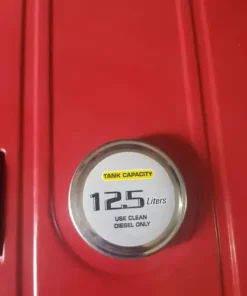 TANK CAPACITY
12.5 Liters
USE CLEAN
DIESEL ONLY